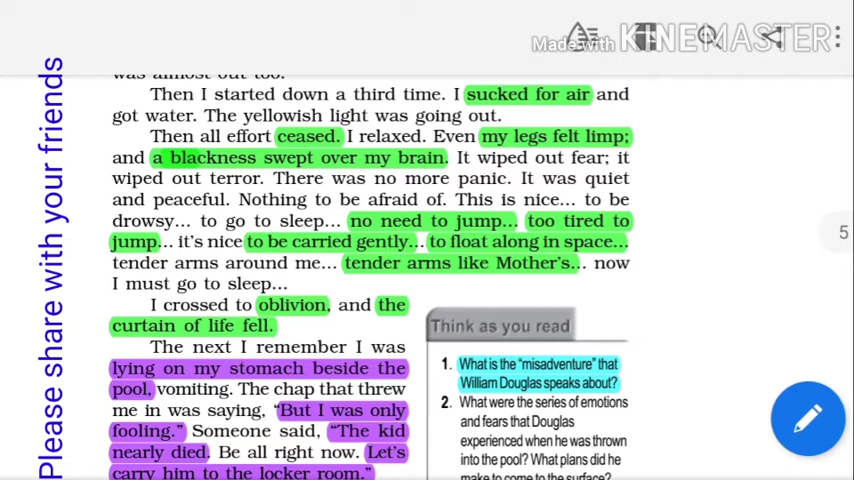 Made with KINEMASTER
was almost out too.
Then I started down a third time. I sucked for air and
got water. The yellowish light was going out.
Then all effort ceased. I relaxed. Even my legs felt limp;
and a blackness swept over my brain. It wiped out fear; it
wiped out terror. There was no more panic. It was quiet
and peaceful. Nothing to be afraid of. This is nice... to be
drowsy... to go to sleep... no need to jump... too tired to
jump... it's nice to be carried gently... to float along in space...
tender arms around me... tender arms like Mother's... now
I must go to sleep...
I crossed to oblivion, and the
curtain of life fell.
The next I remember I was
lying on my stomach beside the
pool, vomiting. The chap that threw
me in was saying, “But I was only
fooling.” Someone said, “The kid
nearly died. Be all right now. Let's
carry him to the locker room.”
Think as you read
1. What is the “misadventure” that
William Douglas speaks about?
2. What were the series of emotions
and fears that Douglas
experienced when he was thrown
into the pool? What plans did he
make to come to the surface?
5
Please share with your friends